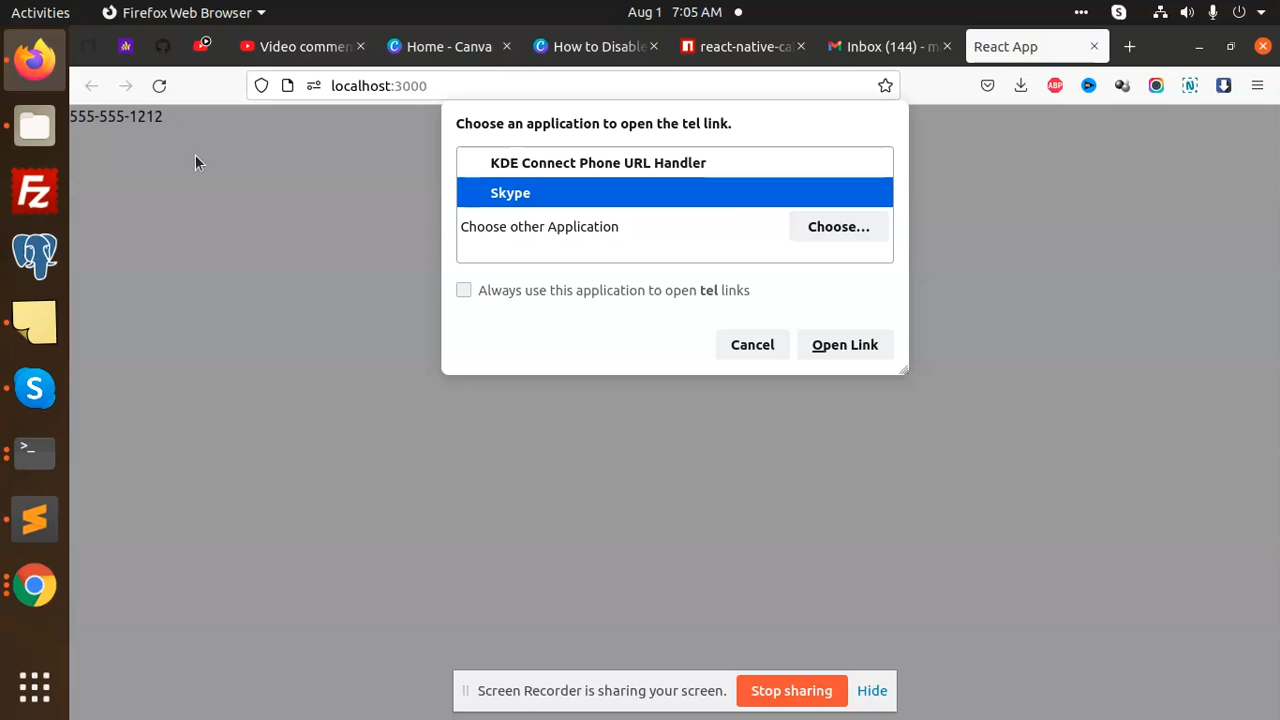 Activities
Firefox Web Browser
Aug 1 7:05 AM
Video commen
Home - Canva
How to Disable
react-native-ca
Inbox (144) - m
React App
localhost:3000
ABP
555-555-1212
Choose an application to open the tel link.
KDE Connect Phone URL Handler
Skype
Choose other Application
Choose...
Always use this application to open tel links
Cancel
Open Link
Screen Recorder is sharing your screen.
Stop sharing
Hide